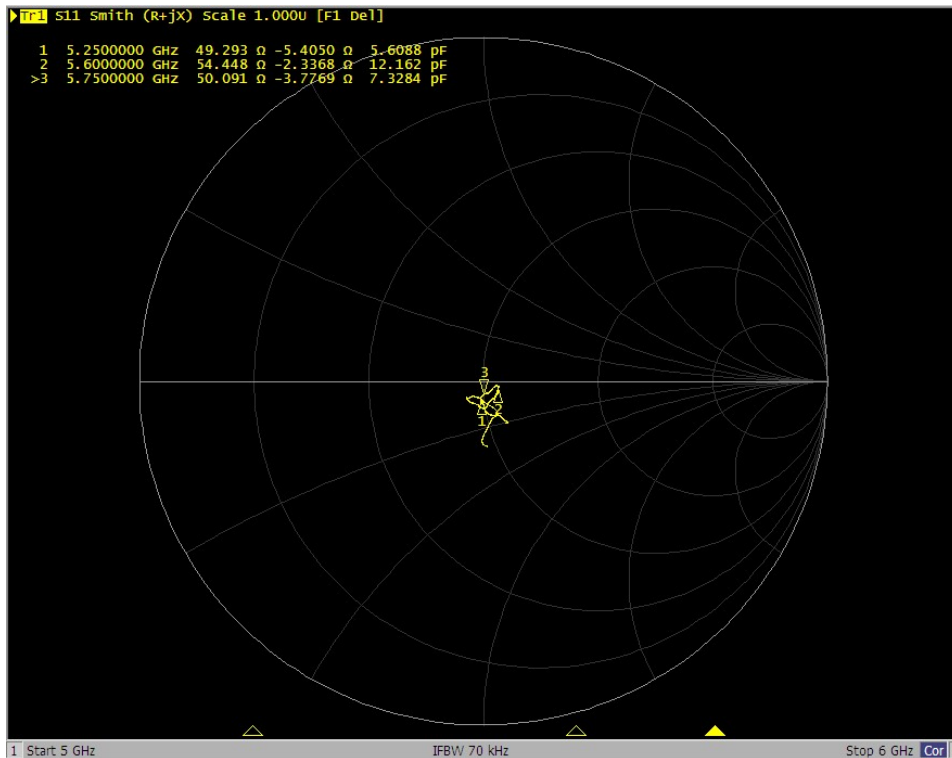 Tr1 S11 Smith (R+jX) Scale 1.000U [F1 Del]
1 5.2500000 GHz 49.293 Ω -5.4050 Ω 5.6088 pF
2 5.6000000 GHz 54.448 Ω -2.3368 Ω 12.162 pF
>3 5.7500000 GHz 50.091 Ω -3.7769 Ω 7.3284 pF
3
2
1
1 Start 5 GHz IFBW 70 kHz Stop 6 GHz Cor